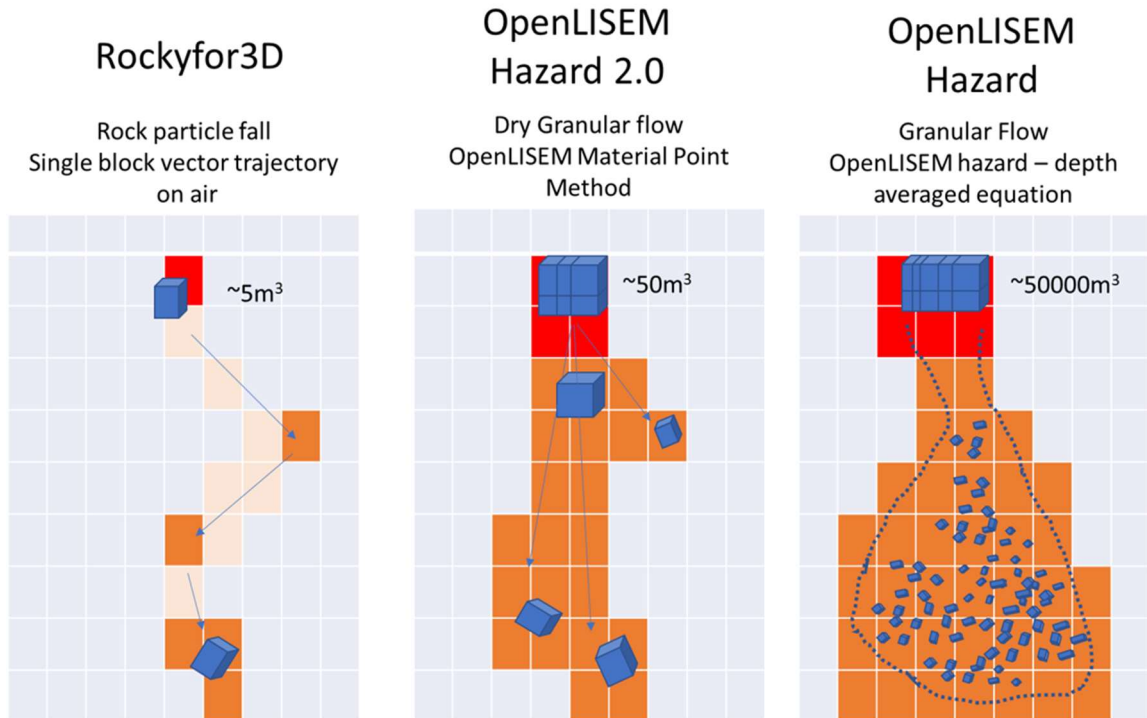 Rockyfor3D
Rock particle fall
Single block vector trajectory
on air
~5m³
OpenLISEM
Hazard 2.0
Dry Granular flow
OpenLISEM Material Point
Method
~50m³
OpenLISEM
Hazard
Granular Flow
OpenLISEM hazard – depth
averaged equation
~50000m³